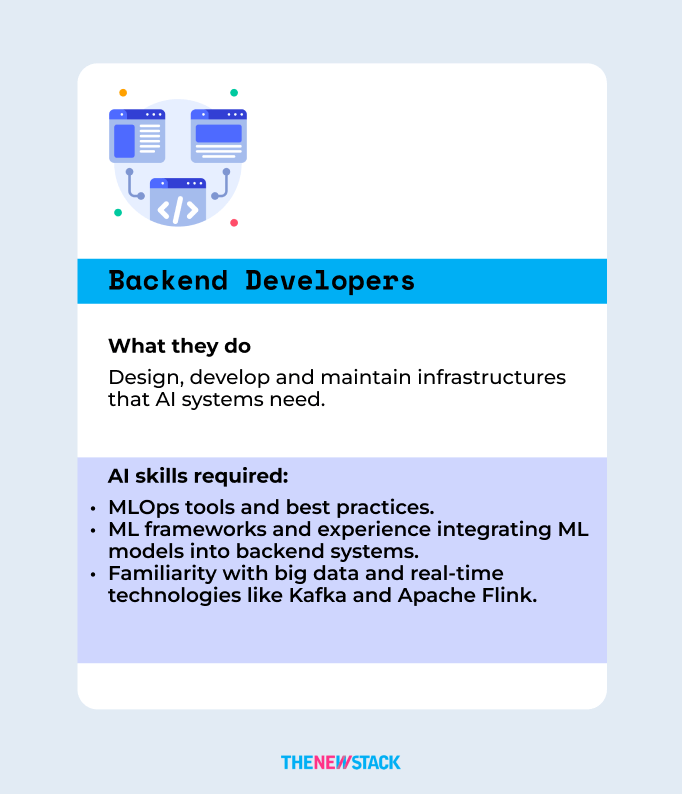 </>
Backend Developers
What they do
Design, develop and maintain infrastructures
that AI systems need.
AI skills required:
• MLOps tools and best practices.
• ML frameworks and experience integrating ML
models into backend systems.
• Familiarity with big data and real-time
technologies like Kafka and Apache Flink.
THENEWSTACK